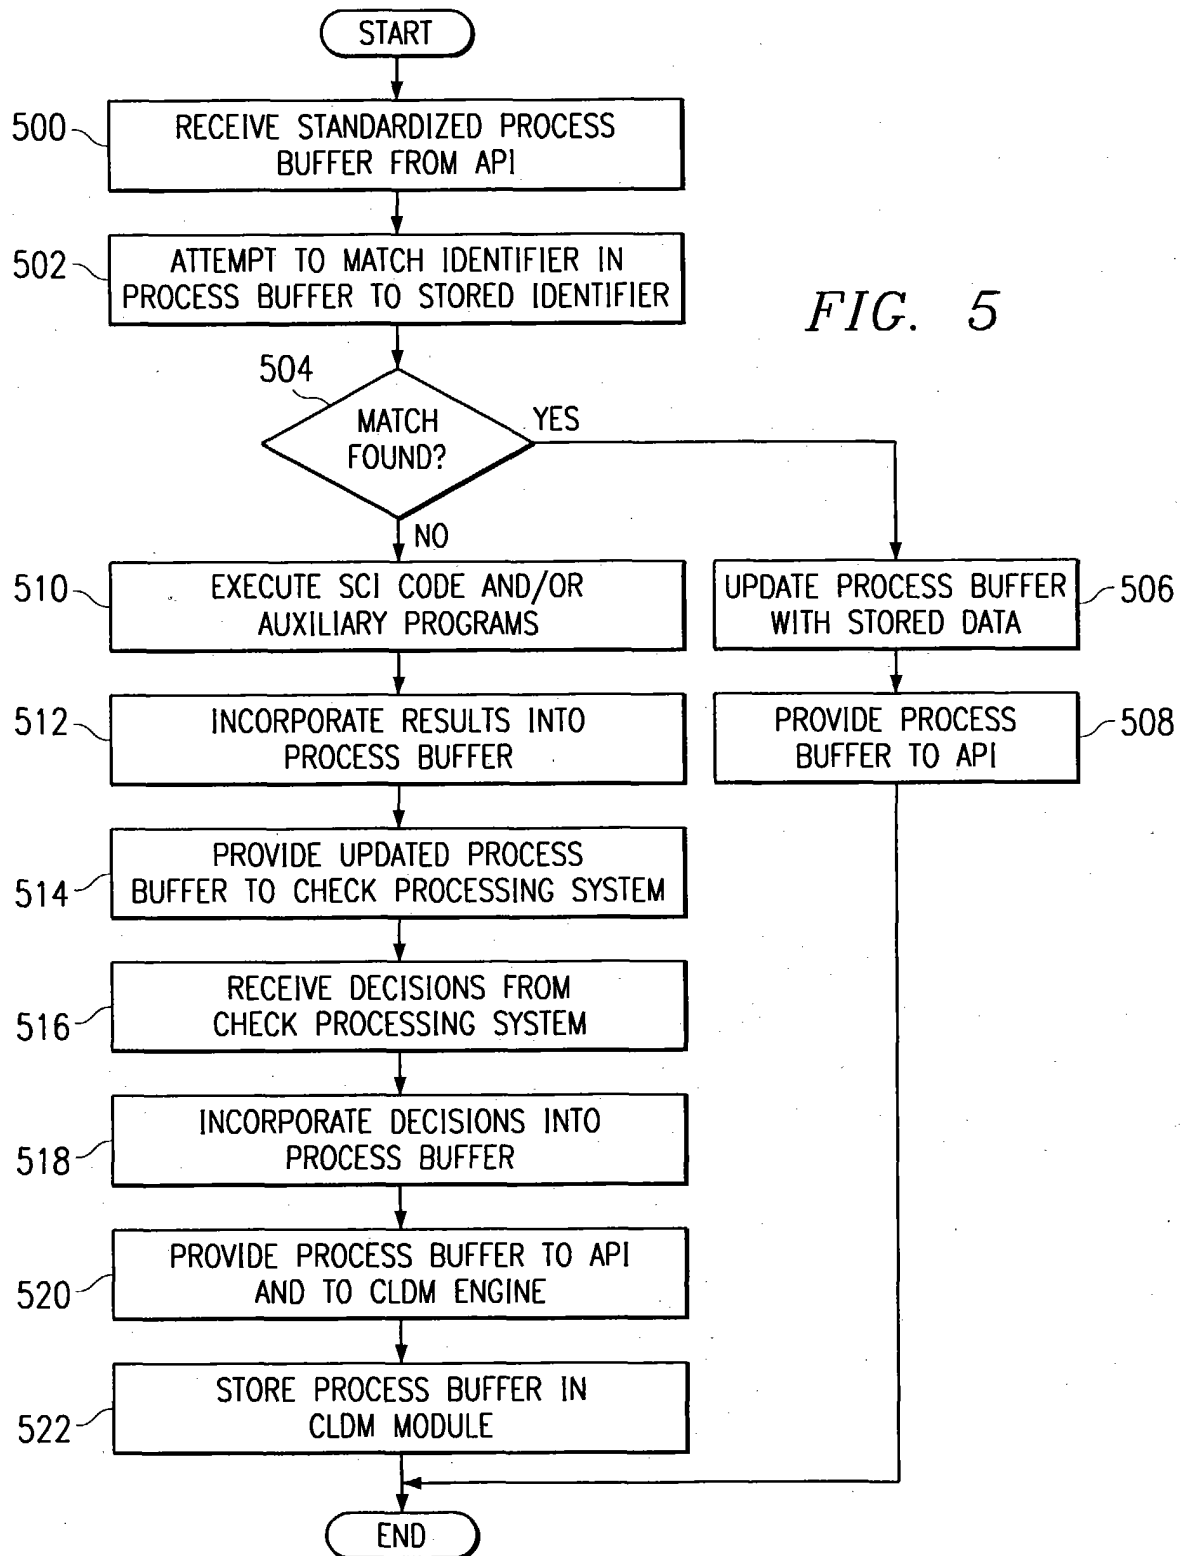 START
500
RECEIVE STANDARDIZED PROCESS
BUFFER FROM API
502
ATTEMPT TO MATCH IDENTIFIER IN
PROCESS BUFFER TO STORED IDENTIFIER
FIG. 5
504
MATCH
FOUND?
YES
NO
510
EXECUTE SCI CODE AND/OR
AUXILIARY PROGRAMS
UPDATE PROCESS BUFFER
WITH STORED DATA
506
512
INCORPORATE RESULTS INTO
PROCESS BUFFER
PROVIDE PROCESS
BUFFER TO API
508
514
PROVIDE UPDATED PROCESS
BUFFER TO CHECK PROCESSING SYSTEM
516
RECEIVE DECISIONS FROM
CHECK PROCESSING SYSTEM
518
INCORPORATE DECISIONS INTO
PROCESS BUFFER
520
PROVIDE PROCESS BUFFER TO API
AND TO CLDM ENGINE
522
STORE PROCESS BUFFER IN
CLDM MODULE
END